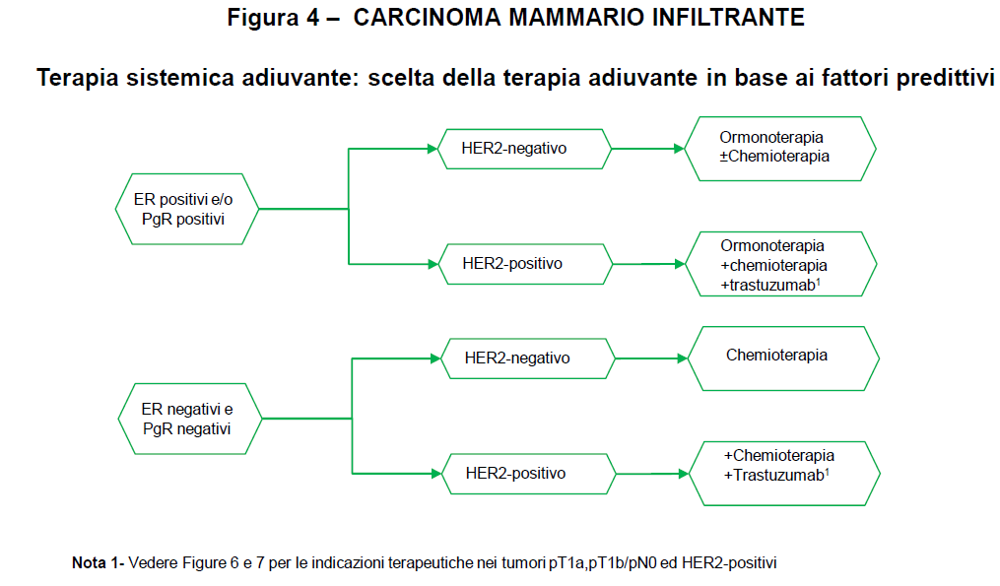 Figura 4 – CARCINOMA MAMMARIO INFILTRANTE
Terapia sistemica adiuvante: scelta della terapia adiuvante in base ai fattori predittivi
ER positivi e/o
PgR positivi
HER2-negativo
Ormonoterapia
±Chemioterapia
HER2-positivo
Ormonoterapia
+chemioterapia
+trastuzumab¹
ER negativi e
PgR negativi
HER2-negativo
Chemioterapia
HER2-positivo
+Chemioterapia
+Trastuzumab¹
Nota 1- Vedere Figure 6 e 7 per le indicazioni terapeutiche nei tumori pT1a,pT1b/pN0 ed HER2-positivi